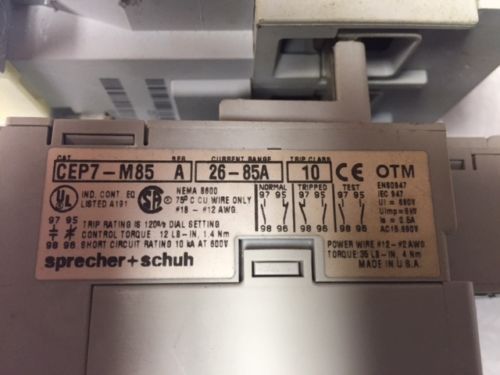 CAT SER CURRENT RANGE TRIP CLASS
CEP7-M85 A 26-85A 10 CE OTM
UL IND. CONT. EQ
LISTED A191
SA NEMA B600
75°C CU WIRE ONLY
#18 - #12 AWG.
NORMAL TRIPPED TEST
97 95 97 95 97 95
98 96 98 96 98 96
EN60947
IEC 947
Ui = 690V
Uimp = 6kV
Ie = 0.5A
AC15.690V
97 95
98 96
TRIP RATING IS 120% DIAL SETTING
CONTROL TORQUE: 12 LB-IN, 1.4 Nm
SHORT CIRCUIT RATING 10 kA AT 600V
sprecher+schuh
POWER WIRE #12-#2 AWG
TORQUE: 35 LB-IN, 4 Nm
MADE IN U.S.A.